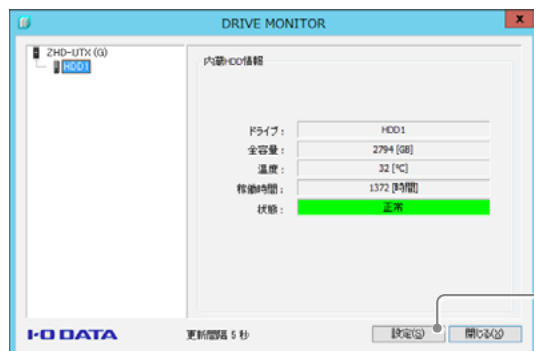 DRIVE MONITOR
x
ZHD-UTX (G)
HDD1
内蔵HDD情報
ドライブ: HDD1
全容量: 2794 [GB]
温度: 32 [℃]
稼働時間: 1372 [時間]
状態: 正常
I-O DATA
更新間隔 5 秒
設定(S)
閉じる(X)